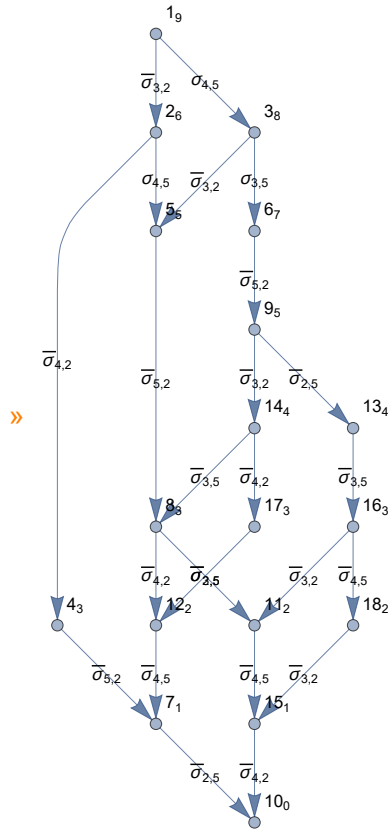 1₉
σ̅₃,₂ σ₄,₅
2₆ 3₈
σ₄,₅ σ̅₃,₂ σ₃,₅
5₅ 6₇
σ̅₅,₂
9₅
σ̅₄,₂ σ̅₅,₂ σ̅₃,₂ σ̅₂,₅
»
14₄ 13₄
σ̅₃,₅ σ̅₄,₂ σ̅₃,₅
8₃ 17₃ 16₃
σ̅₄,₂ σ̅₂,₅ σ̅₃,₂ σ̅₄,₅
4₃ 12₂ 11₂ 18₂
σ̅₅,₂ σ̅₄,₅ σ̅₄,₅ σ̅₃,₂
7₁ 15₁
σ̅₂,₅ σ̅₄,₂
10₀